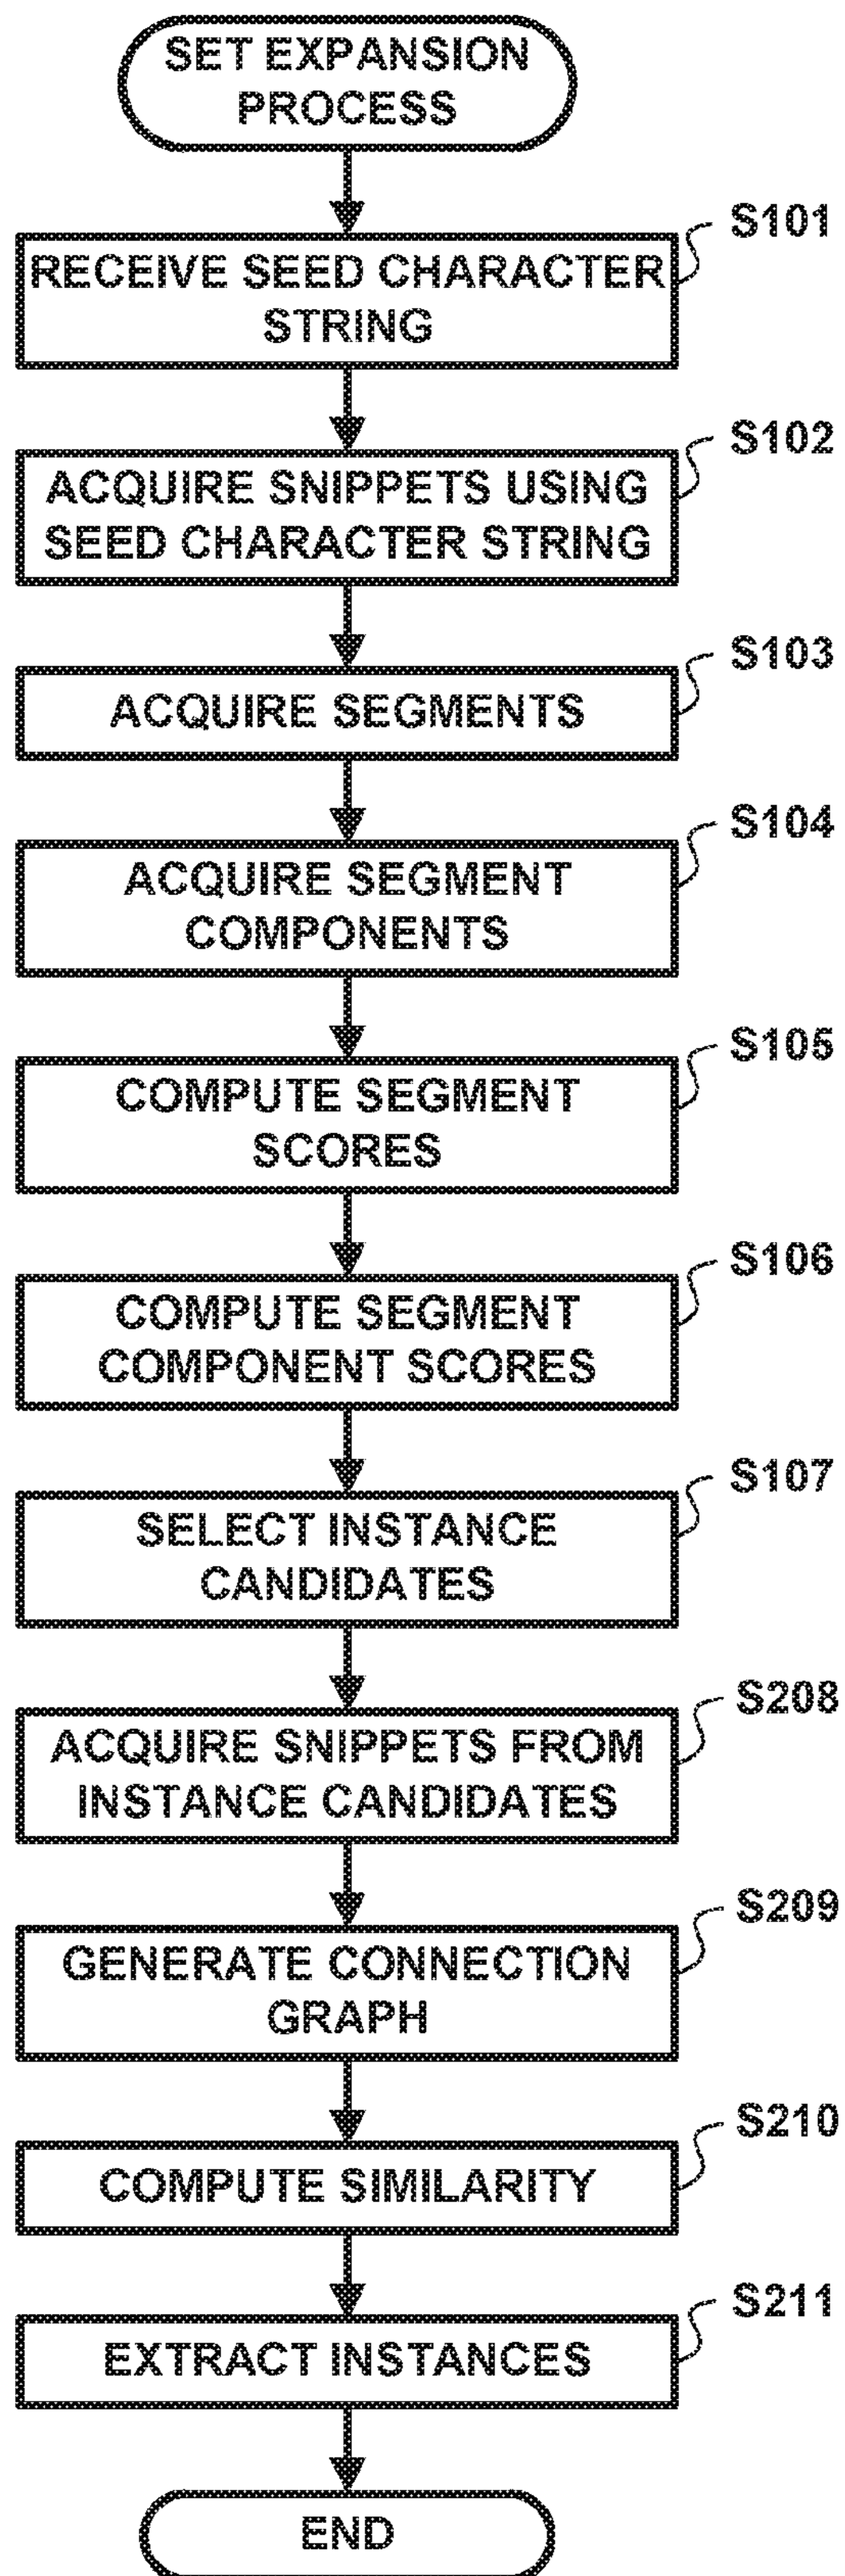 SET EXPANSION
PROCESS
S101
RECEIVE SEED CHARACTER
STRING
S102
ACQUIRE SNIPPETS USING
SEED CHARACTER STRING
S103
ACQUIRE SEGMENTS
S104
ACQUIRE SEGMENT
COMPONENTS
S105
COMPUTE SEGMENT
SCORES
S106
COMPUTE SEGMENT
COMPONENT SCORES
S107
SELECT INSTANCE
CANDIDATES
S208
ACQUIRE SNIPPETS FROM
INSTANCE CANDIDATES
S209
GENERATE CONNECTION
GRAPH
S210
COMPUTE SIMILARITY
S211
EXTRACT INSTANCES
END